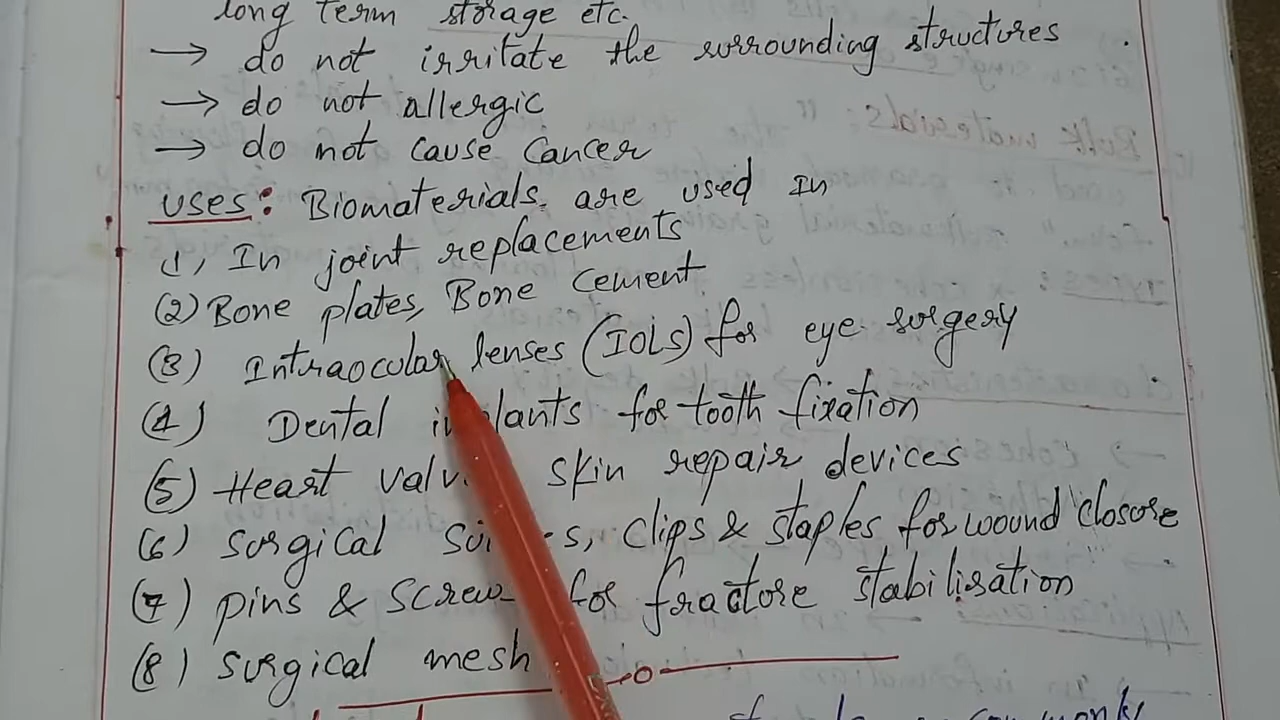 long term storage etc.
→ do not irritate the surrounding structures
→ do not allergic
→ do not cause Cancer
Uses: Biomaterials are used In
(1) In joint replacements
(2) Bone plates, Bone Cement
(3) Intraocular lenses (IOLs) for eye surgery
(4) Dental implants for tooth fixation
(5) Heart valv skin repair devices
(6) Surgical clips & staples for wound closure
(7) pins & screw for fracture stabilisation
(8) Surgical mesh